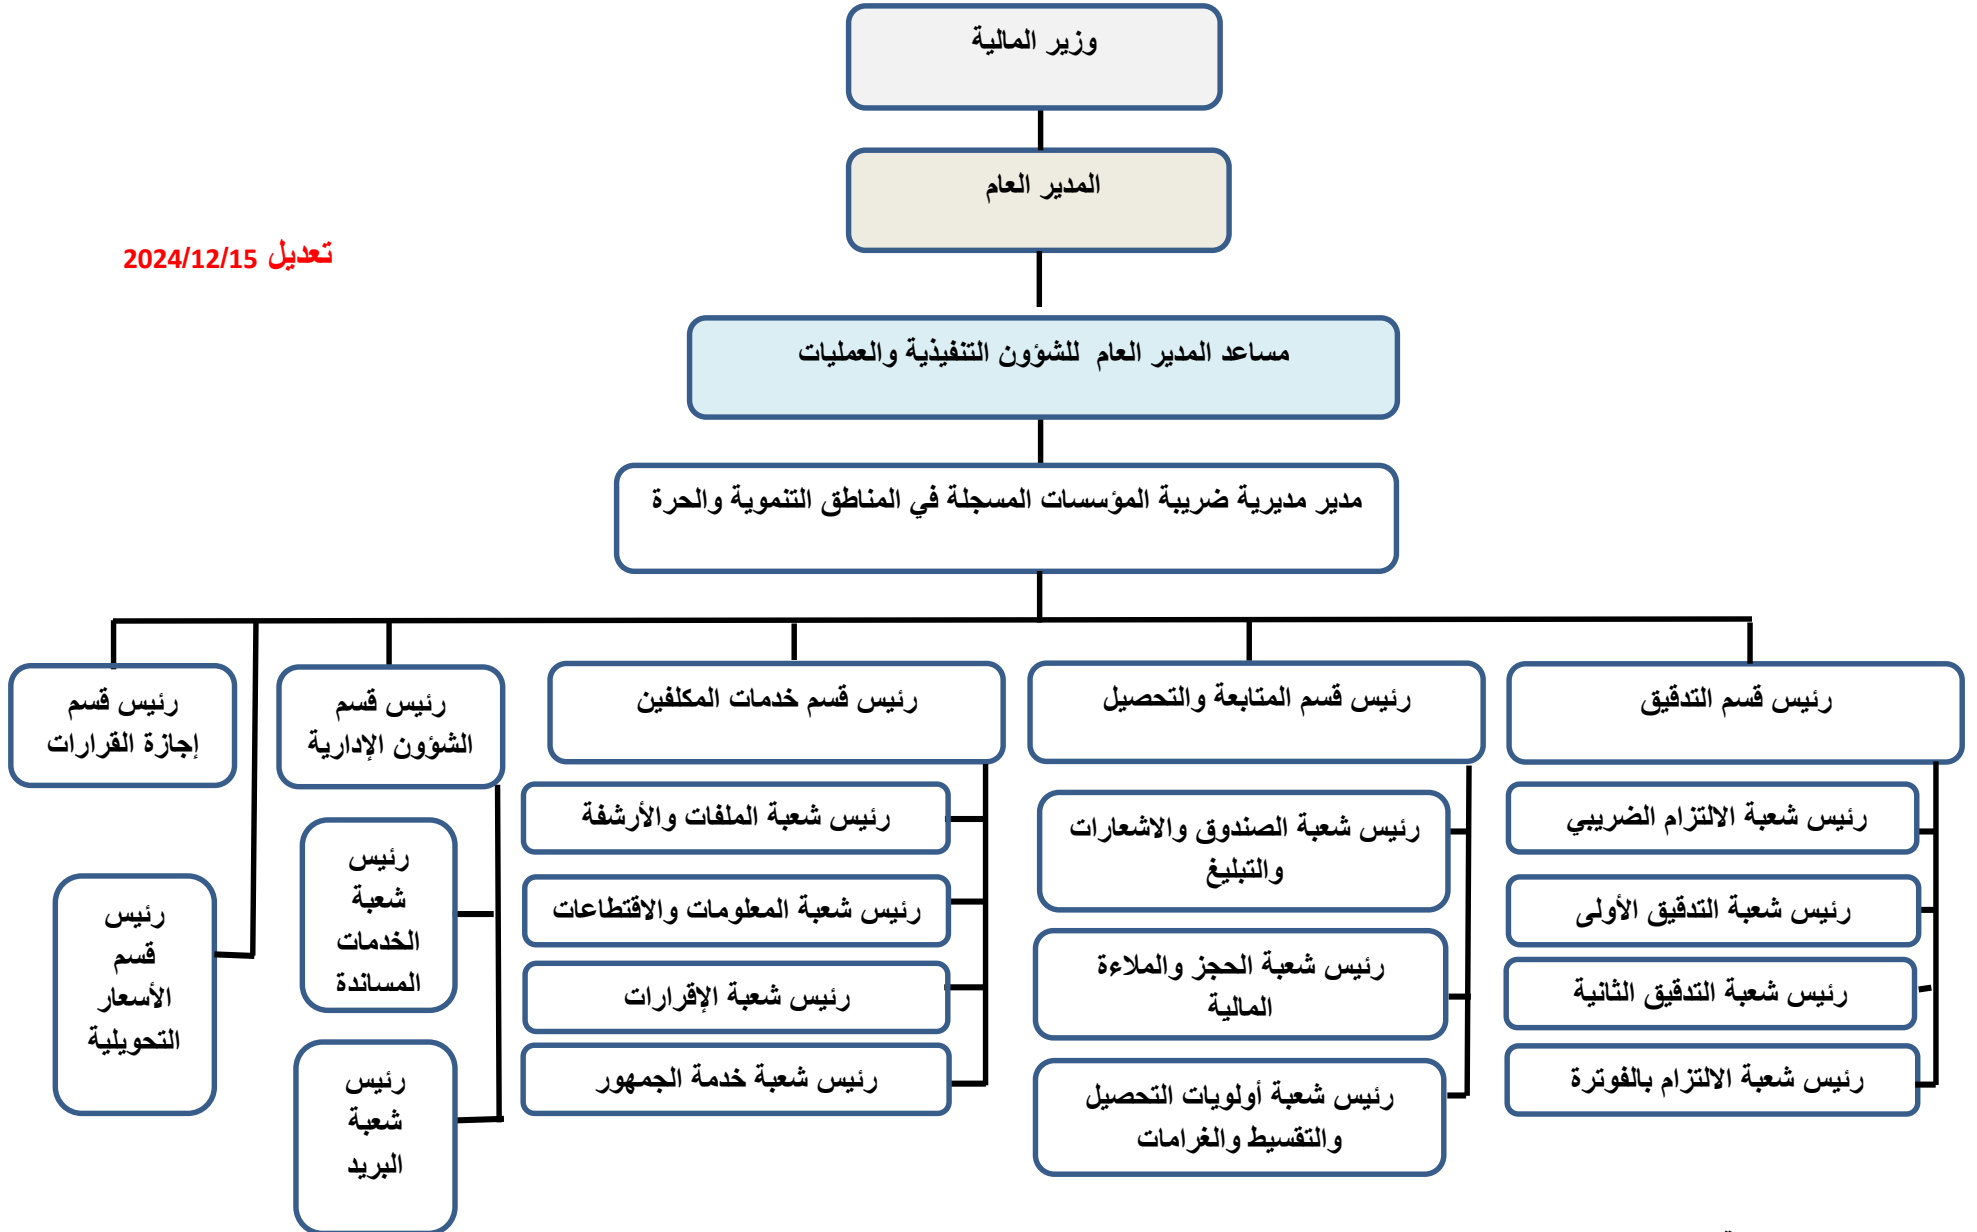 وزير المالية
المدير العام
تعديل 2024/12/15
مساعد المدير العام للشؤون التنفيذية والعمليات
مدير مديرية ضريبة المؤسسات المسجلة في المناطق التنموية والحرة
رئيس قسم التدقيق
رئيس شعبة الالتزام الضريبي
رئيس شعبة التدقيق الأولى
رئيس شعبة التدقيق الثانية
رئيس شعبة الالتزام بالفوترة
رئيس قسم المتابعة والتحصيل
رئيس شعبة الصندوق والاشعارات
والتبليغ
رئيس شعبة الحجز والملاءة
المالية
رئيس شعبة أولويات التحصيل
والتقسيط والغرامات
رئيس قسم خدمات المكلفين
رئيس شعبة الملفات والأرشفة
رئيس شعبة المعلومات والاقتطاعات
رئيس شعبة الإقرارات
رئيس شعبة خدمة الجمهور
رئيس قسم
الشؤون الإدارية
رئيس
شعبة
الخدمات
المساندة
رئيس
شعبة
البريد
رئيس قسم
إجازة القرارات
رئيس
قسم
الأسعار
التحويلية